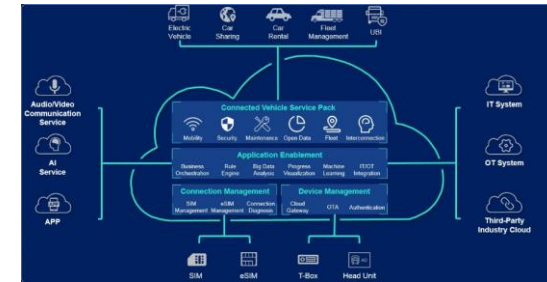 Electric
Vehicle
Car
Sharing
Car
Rental
Fleet
Management
UBI
Audio/Video
Communication
Service
AI
Service
APP
Connected Vehicle Service Pack
Mobility
Security
Maintenance
Open Data
Fleet
Interconnection
Application Enablement
Business
Orchestration
Rule
Engine
Big Data
Analysis
Progress
Visualization
Machine
Learning
IT/OT
Integration
Connection Management
SIM
Management
eSIM
Management
Connection
Diagnosis
Device Management
Cloud
Gateway
OTA
Authentication
IT System
OT System
Third-Party
Industry Cloud
SIM
eSIM
T-Box
Head Unit